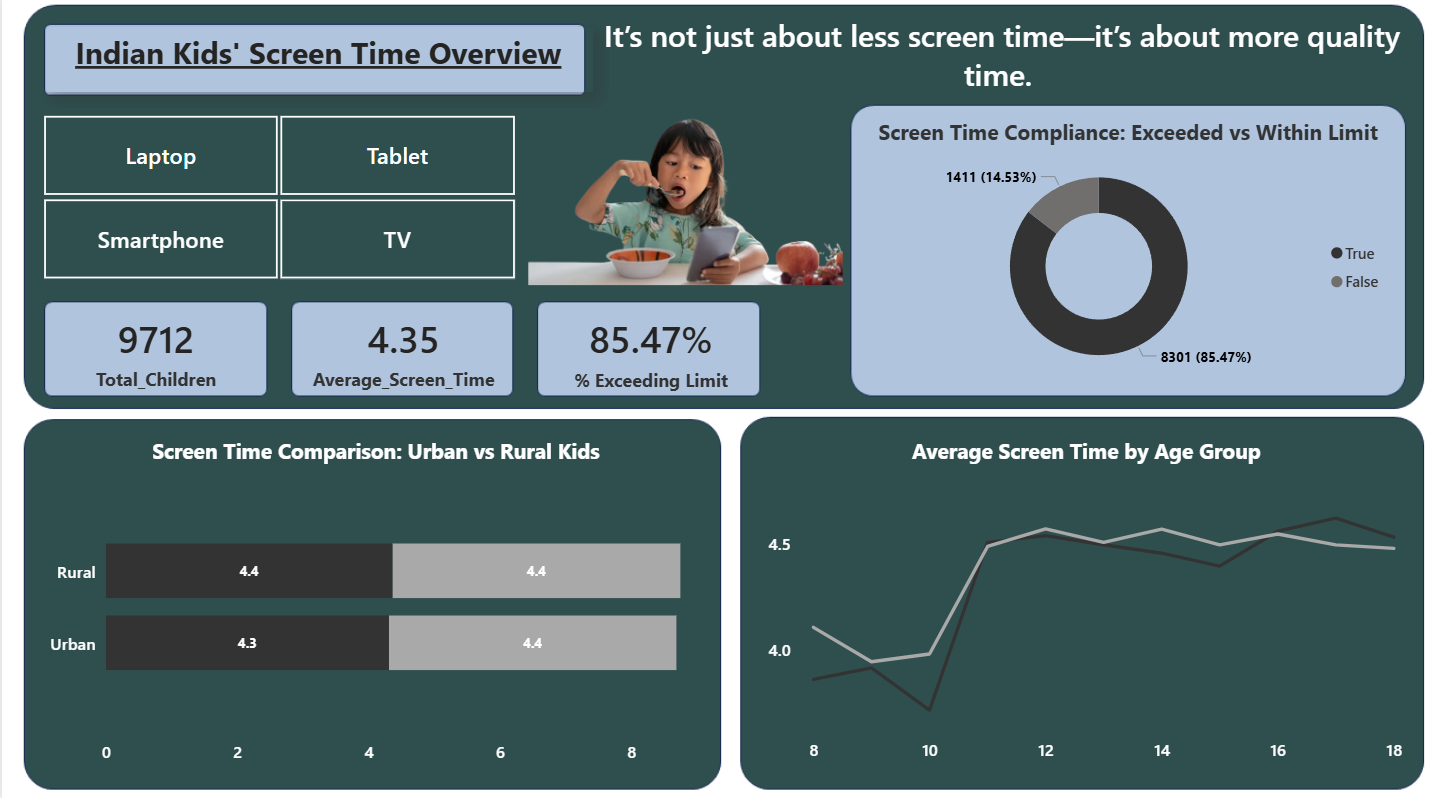 Indian Kids' Screen Time Overview
It’s not just about less screen time—it’s about more quality
time.
Laptop
Tablet
Smartphone
TV
9712
Total_Children
4.35
Average_Screen_Time
85.47%
% Exceeding Limit
Screen Time Compliance: Exceeded vs Within Limit
1411 (14.53%)
8301 (85.47%)
True
False
Screen Time Comparison: Urban vs Rural Kids
Rural
4.4
4.4
Urban
4.3
4.4
0
2
4
6
8
Average Screen Time by Age Group
4.5
4.0
8
10
12
14
16
18